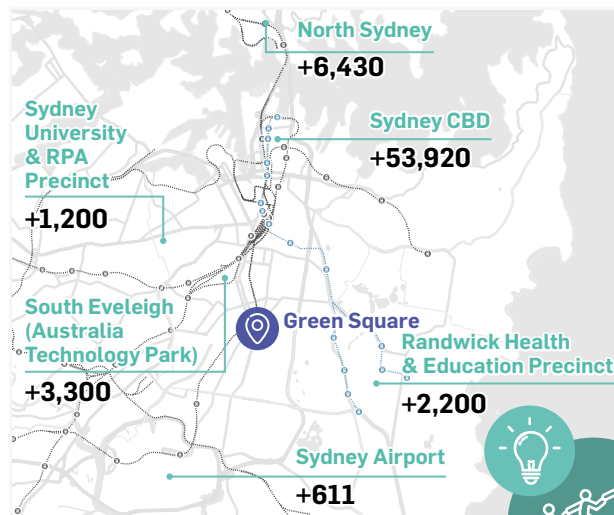 North Sydney
+6,430
Sydney
University
& RPA
Precinct
+1,200
Sydney CBD
+53,920
South Eveleigh
(Australia
Technology Park)
+3,300
Green Square
Randwick Health
& Education Precinct
+2,200
Sydney Airport
+611